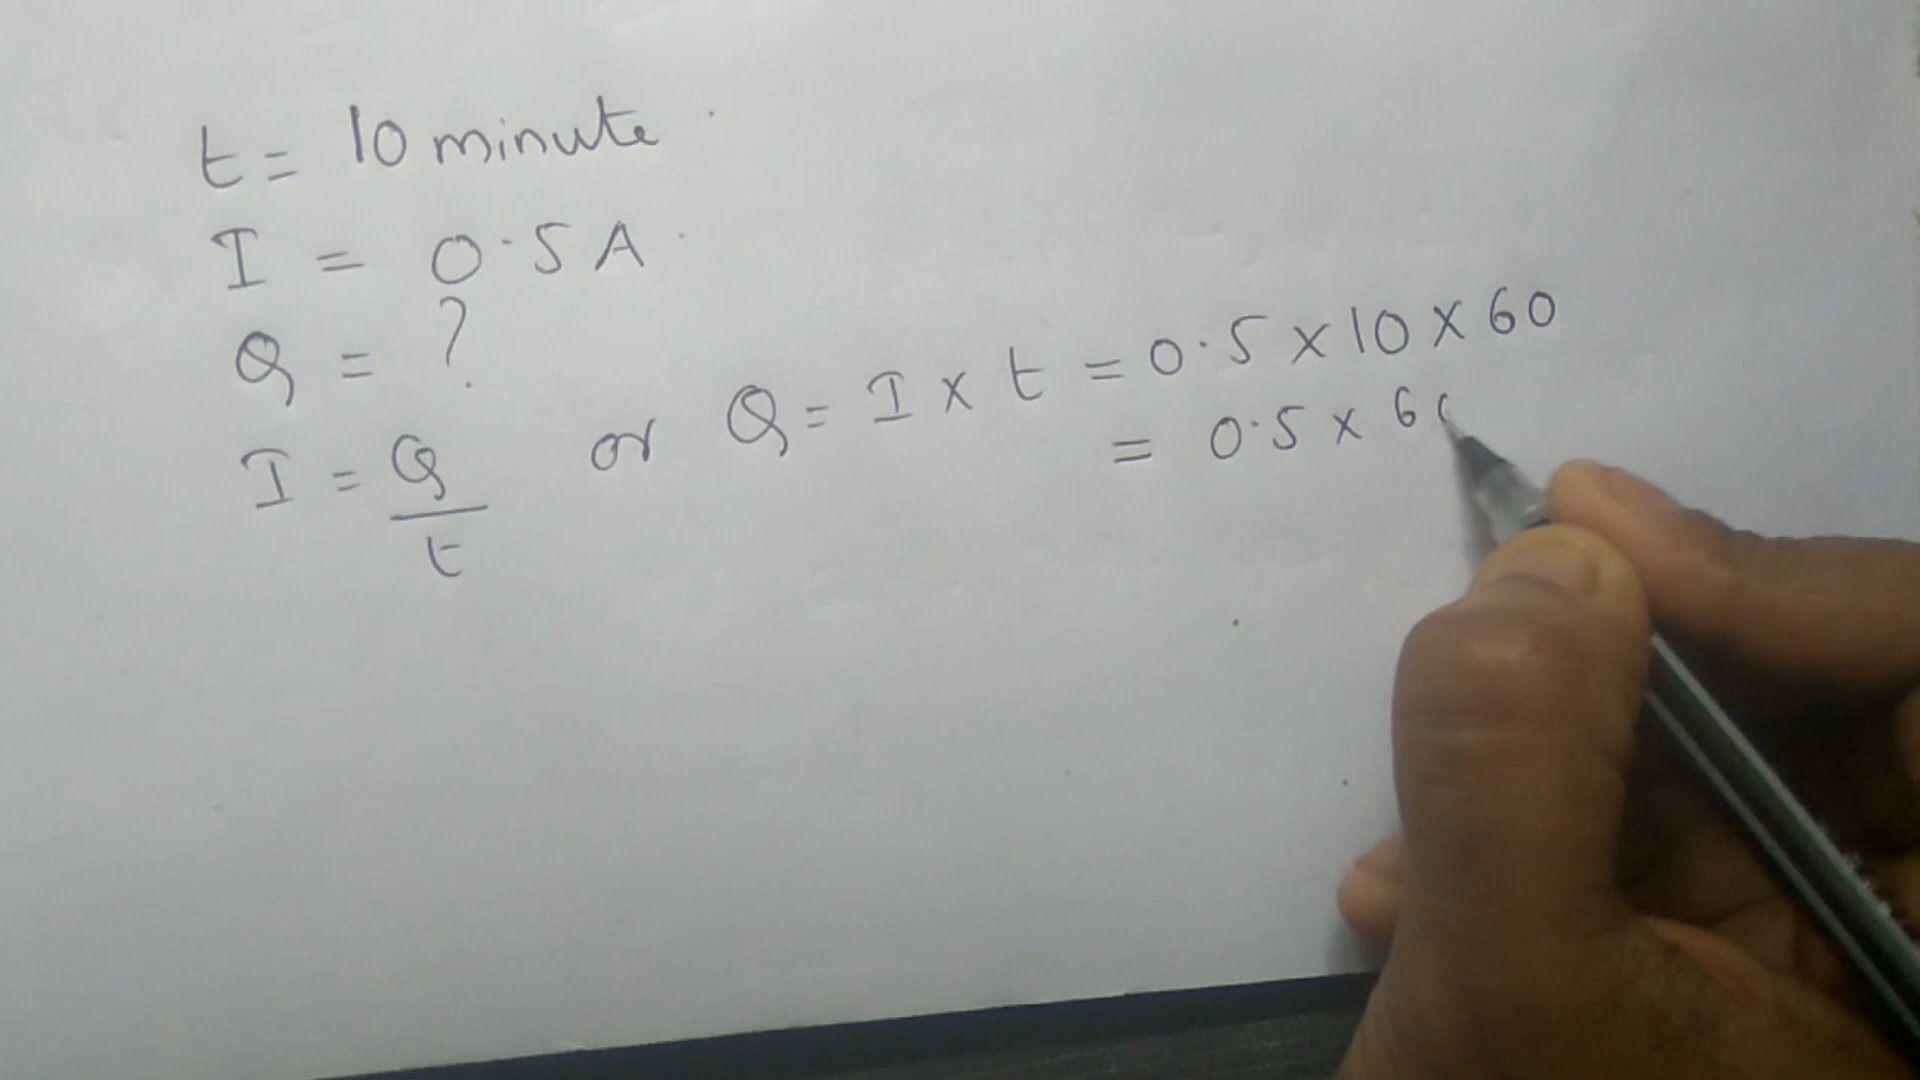 t = 10 minute
I = 0.5 A
Q = ?
I = Q/t or Q = I × t = 0.5 × 10 × 60
= 0.5 × 6